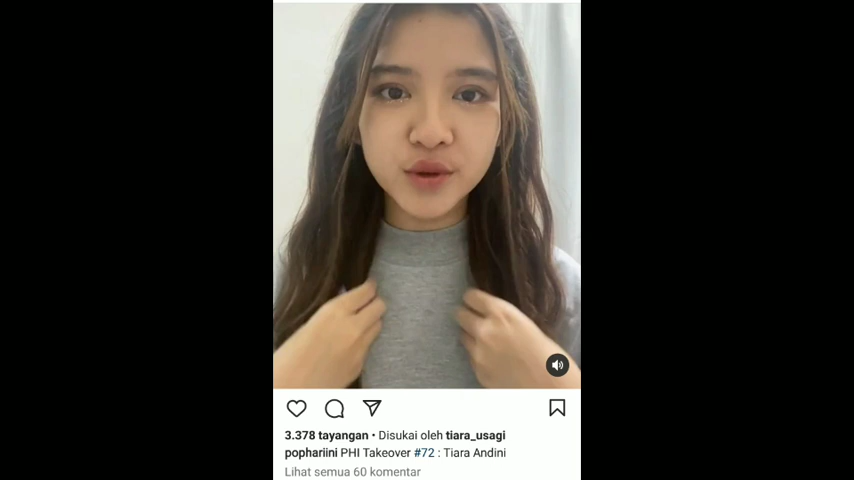 3.378 tayangan • Disukai oleh tiara_usagi
pophariini PHI Takeover #72 : Tiara Andini
Lihat semua 60 komentar